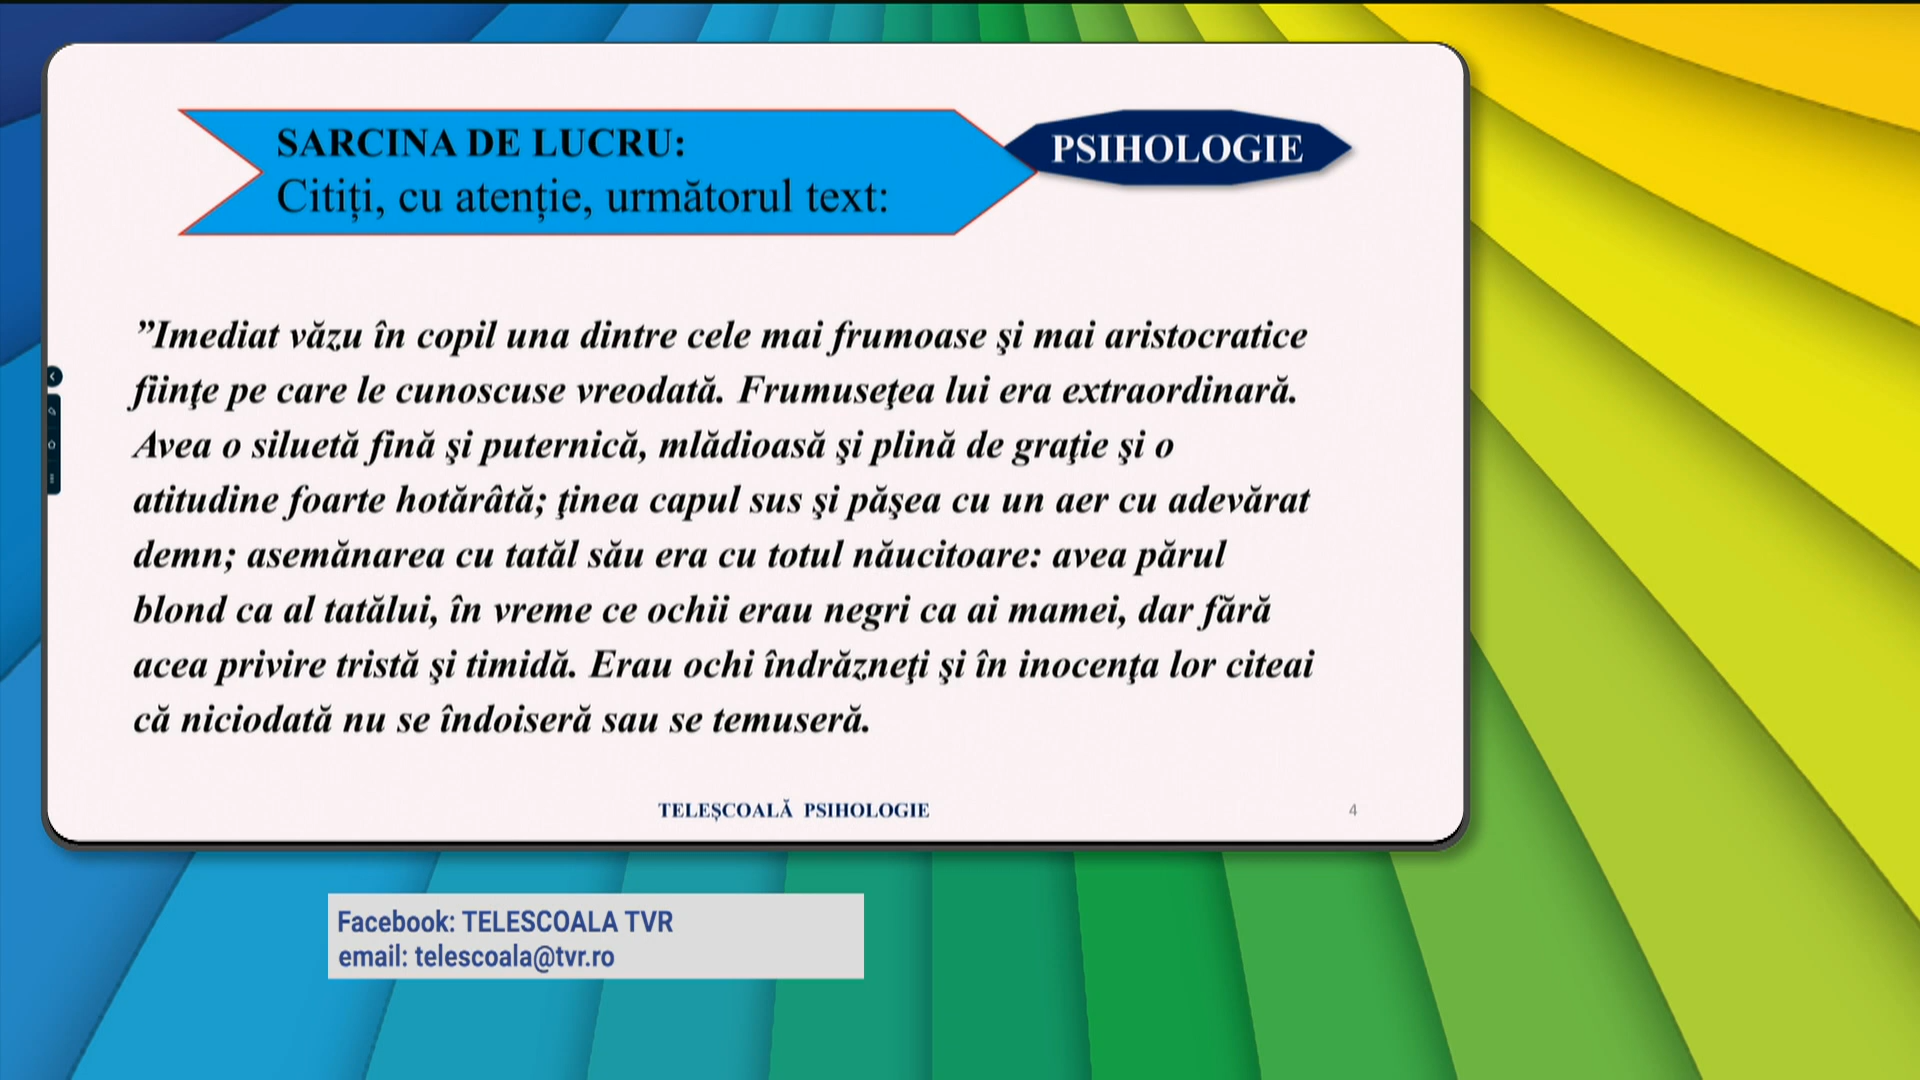 SARCINA DE LUCRU:
Citiți, cu atenție, următorul text:
PSIHOLOGIE
”Imediat văzu în copil una dintre cele mai frumoase şi mai aristocratice
fiinţe pe care le cunoscuse vreodată. Frumuseţea lui era extraordinară.
Avea o siluetă fină şi puternică, mlădioasă şi plină de graţie şi o
atitudine foarte hotărâtă; ţinea capul sus şi păşea cu un aer cu adevărat
demn; asemănarea cu tatăl său era cu totul năucitoare: avea părul
blond ca al tatălui, în vreme ce ochii erau negri ca ai mamei, dar fără
acea privire tristă şi timidă. Erau ochi îndrăzneţi şi în inocenţa lor citeai
că niciodată nu se îndoiseră sau se temuseră.
TELEȘCOALĂ PSIHOLOGIE
4
Facebook: TELESCOALA TVR
email: telescoala@tvr.ro